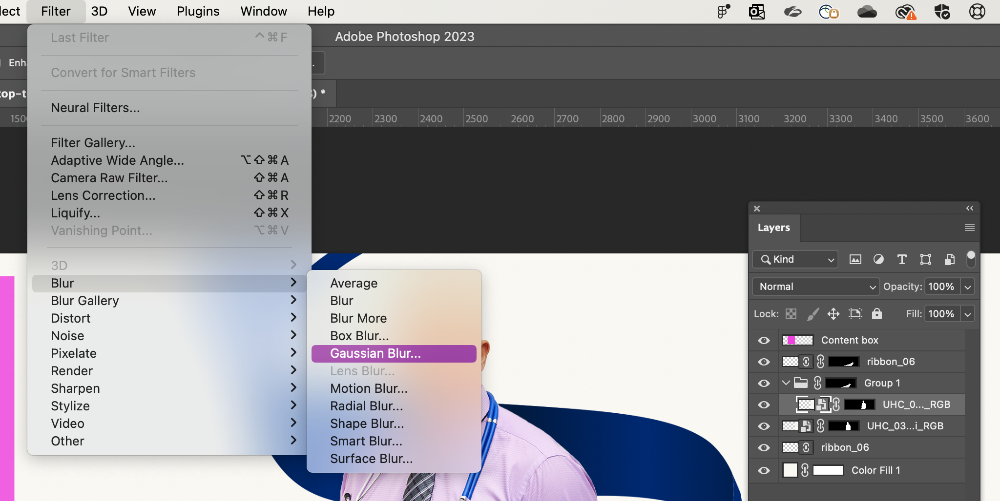 lect Filter 3D View Plugins Window Help
Last Filter ^⌘F
Adobe Photoshop 2023
Enha
Convert for Smart Filters
top-t 3) *
Neural Filters...
1500 2200 2300 2400 2500 2600 2700 2800 2900 3000 3100 3200 3300 3400 3500 3600
Filter Gallery...
Adaptive Wide Angle... ⌥⇧⌘A
Camera Raw Filter... ⇧⌘A
Lens Correction... ⇧⌘R
Liquify... ⇧⌘X
Vanishing Point... ⌥⌘V
3D
Blur
Blur Gallery
Distort
Noise
Pixelate
Render
Sharpen
Stylize
Video
Other
Average
Blur
Blur More
Box Blur...
Gaussian Blur...
Lens Blur...
Motion Blur...
Radial Blur...
Shape Blur...
Smart Blur...
Surface Blur...
Layers
Kind
Normal Opacity: 100%
Lock: Fill: 100%
Content box
ribbon_06
Group 1
UHC_0..._RGB
UHC_03...i_RGB
ribbon_06
Color Fill 1